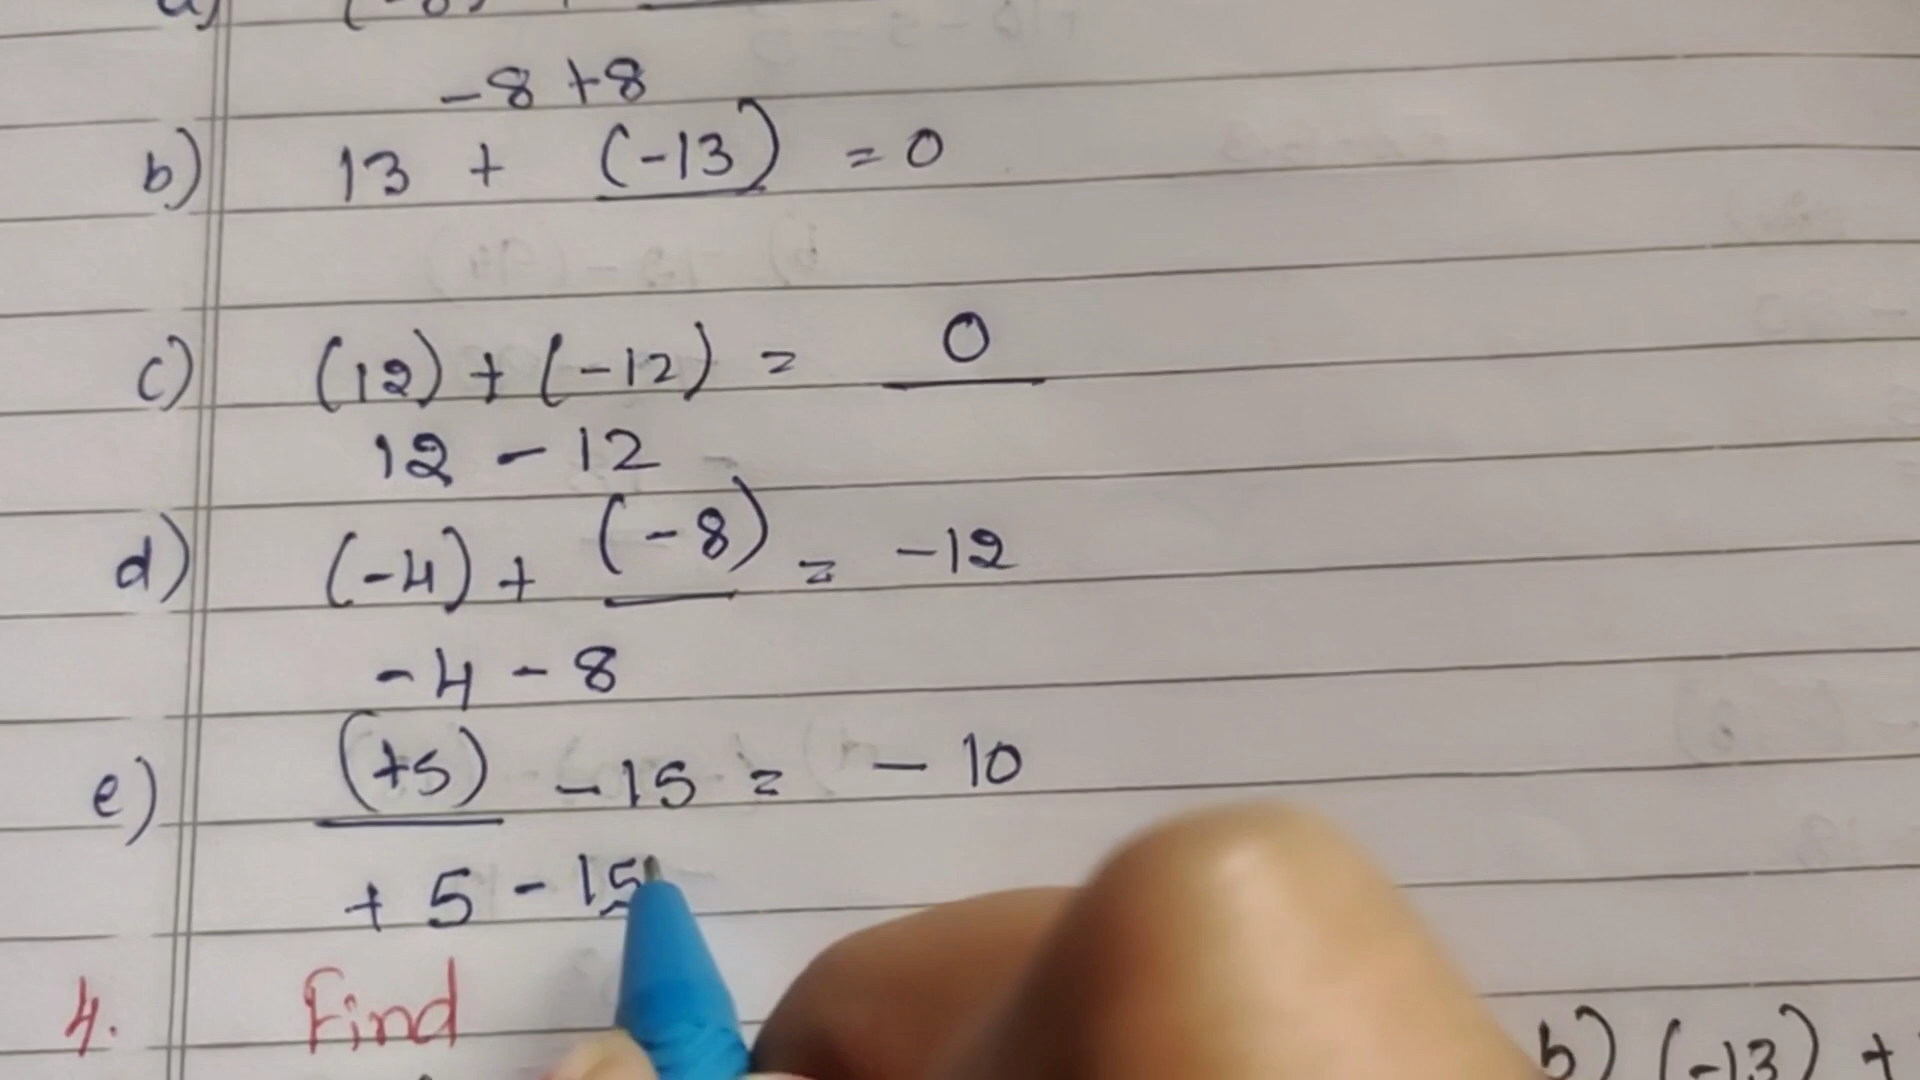 -8 +8
b) 13 + (-13) = 0
c) (12) + (-12) = 0
12 - 12
d) (-4) + (-8) = -12
-4 - 8
e) (+5) - 15 = - 10
+ 5 - 15
4. Find
b) (-13) +